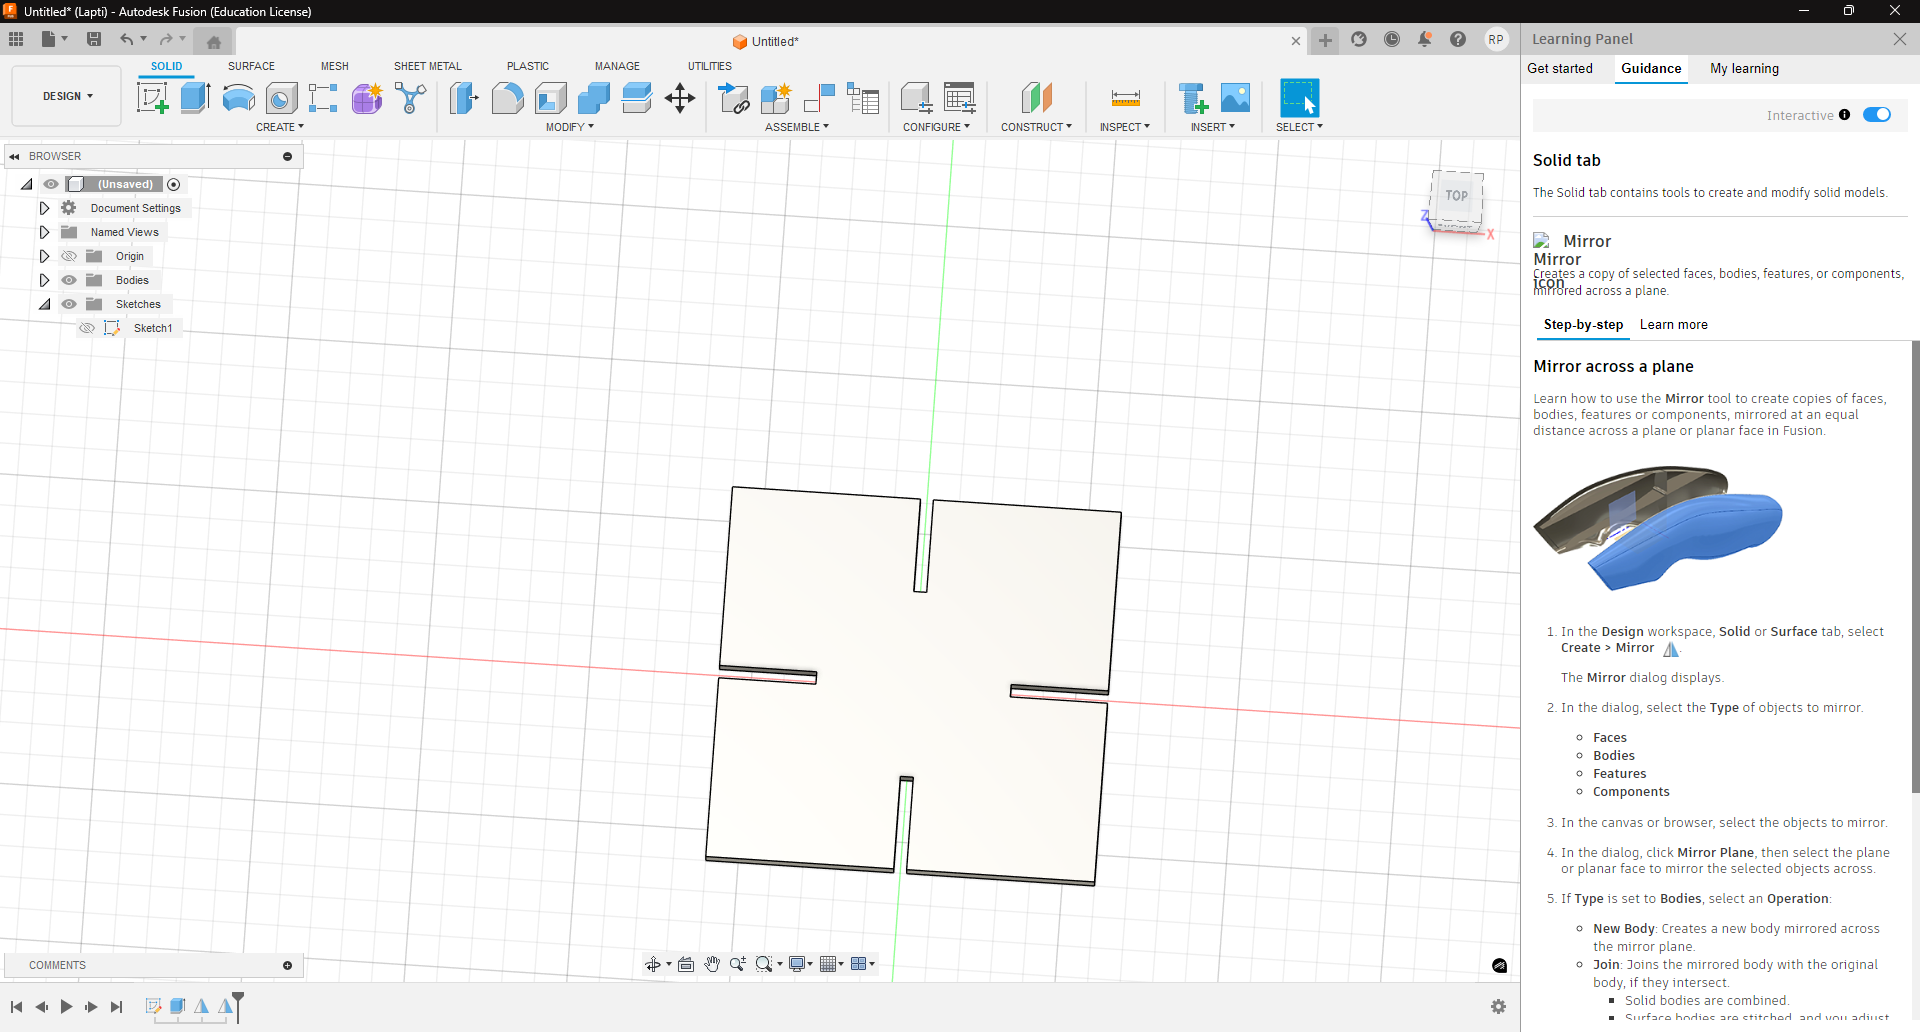 Untitled* (Lapti) - Autodesk Fusion (Education License)
Untitled*
RP
DESIGN
SOLID
SURFACE
MESH
SHEET METAL
PLASTIC
MANAGE
UTILITIES
CREATE
MODIFY
ASSEMBLE
CONFIGURE
CONSTRUCT
INSPECT
INSERT
SELECT
BROWSER
(Unsaved)
Document Settings
Named Views
Origin
Bodies
Sketches
Sketch1
TOP
Z
X
COMMENTS
Learning Panel
Get started
Guidance
My learning
Interactive
Solid tab
The Solid tab contains tools to create and modify solid models.
Mirror icon
Mirror
Creates a copy of selected faces, bodies, features, or components,
mirrored across a plane.
Step-by-step
Learn more
Mirror across a plane
Learn how to use the Mirror tool to create copies of faces,
bodies, features or components, mirrored at an equal
distance across a plane or planar face in Fusion.
1. In the Design workspace, Solid or Surface tab, select
Create > Mirror .
The Mirror dialog displays.
2. In the dialog, select the Type of objects to mirror.
Faces
Bodies
Features
Components
3. In the canvas or browser, select the objects to mirror.
4. In the dialog, click Mirror Plane, then select the plane
or planar face to mirror the selected objects across.
5. If Type is set to Bodies, select an Operation:
New Body: Creates a new body mirrored across
the mirror plane.
Join: Joins the mirrored body with the original
body, if they intersect.
Solid bodies are combined.
Surface bodies are stitched, and you adjust